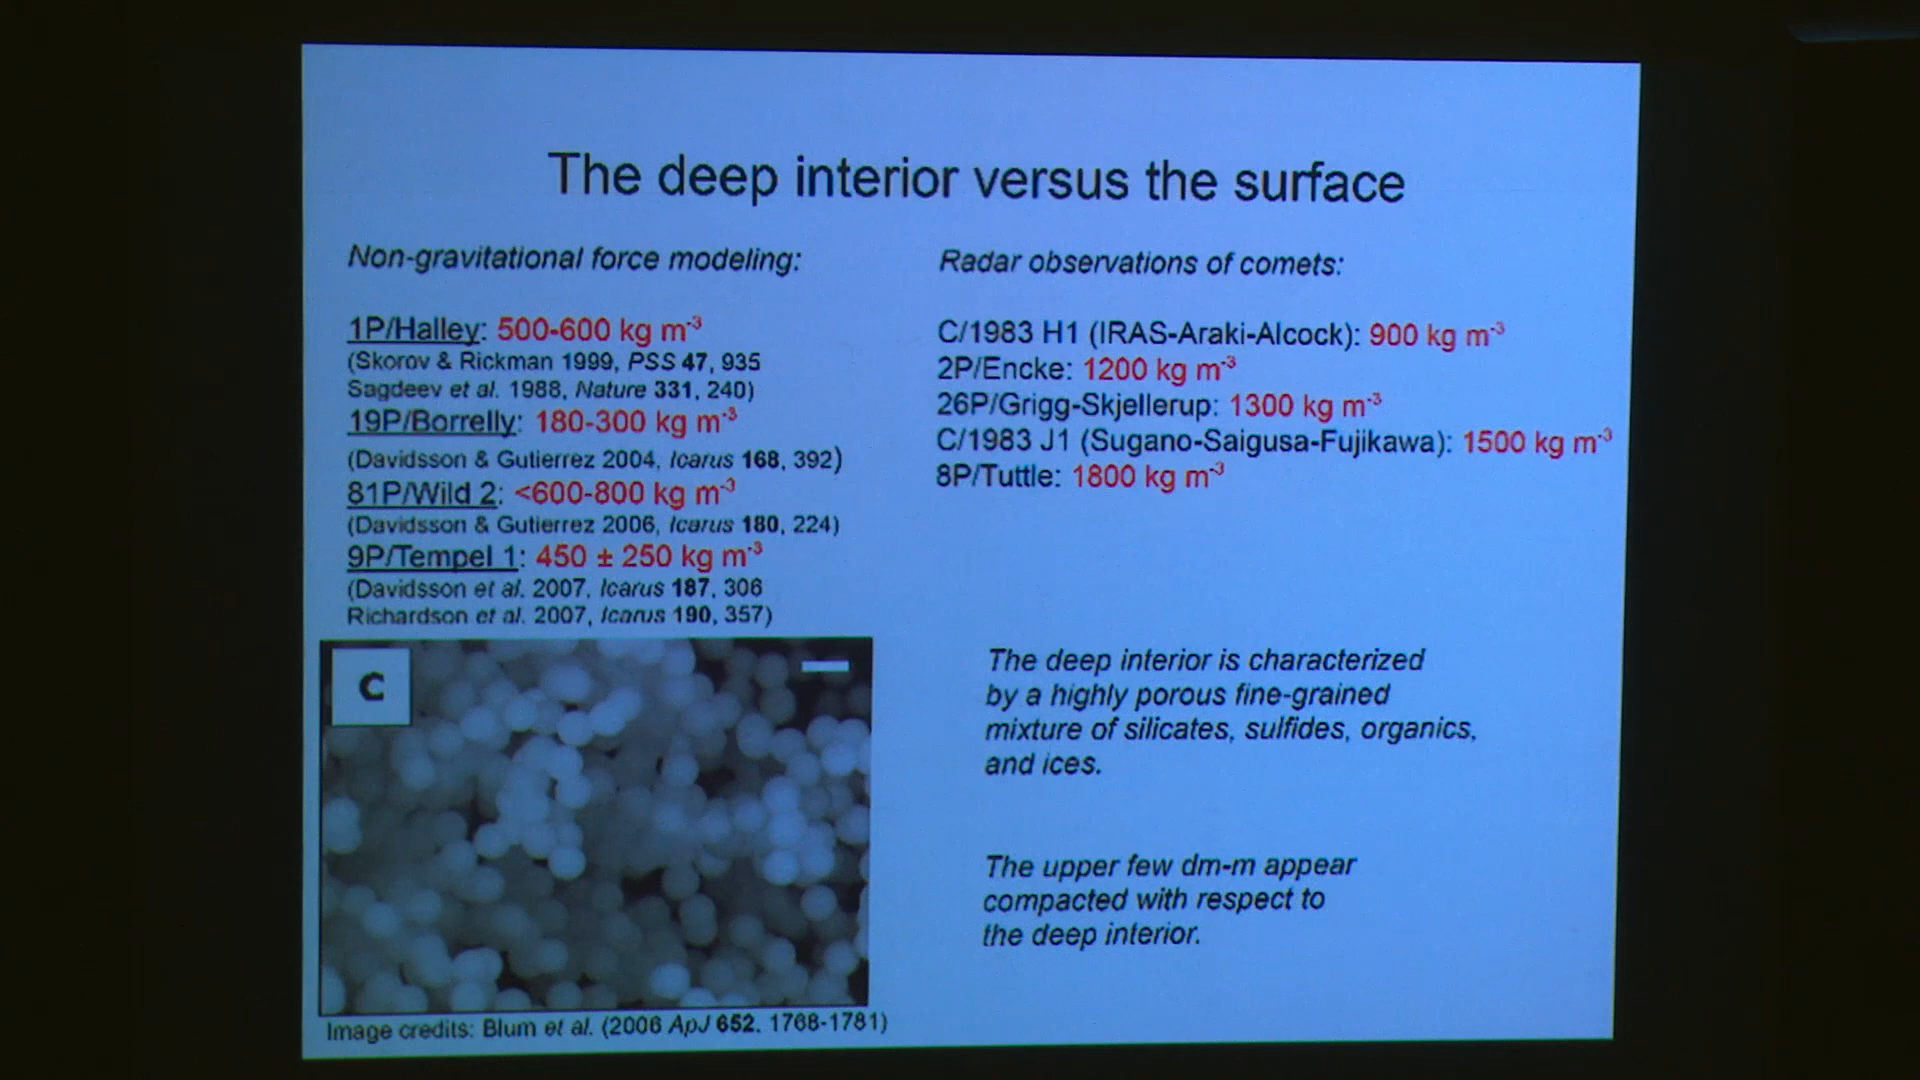 The deep interior versus the surface
Non-gravitational force modeling:
1P/Halley: 500-600 kg m-3
(Skorov & Rickman 1999, PSS 47, 935
Sagdeev et al. 1988, Nature 331, 240)
19P/Borrelly: 180-300 kg m-3
(Davidsson & Gutierrez 2004, Icarus 168, 392)
81P/Wild 2: <600-800 kg m-3
(Davidsson & Gutierrez 2006, Icarus 180, 224)
9P/Tempel 1: 450 ± 250 kg m-3
(Davidsson et al. 2007, Icarus 187, 306
Richardson et al. 2007, Icarus 190, 357)
C
Image credits: Blum et al. (2006 ApJ 652, 1768-1781)
Radar observations of comets:
C/1983 H1 (IRAS-Araki-Alcock): 900 kg m-3
2P/Encke: 1200 kg m-3
26P/Grigg-Skjellerup: 1300 kg m-3
C/1983 J1 (Sugano-Saigusa-Fujikawa): 1500 kg m-3
8P/Tuttle: 1800 kg m-3
The deep interior is characterized
by a highly porous fine-grained
mixture of silicates, sulfides, organics,
and ices.
The upper few dm-m appear
compacted with respect to
the deep interior.